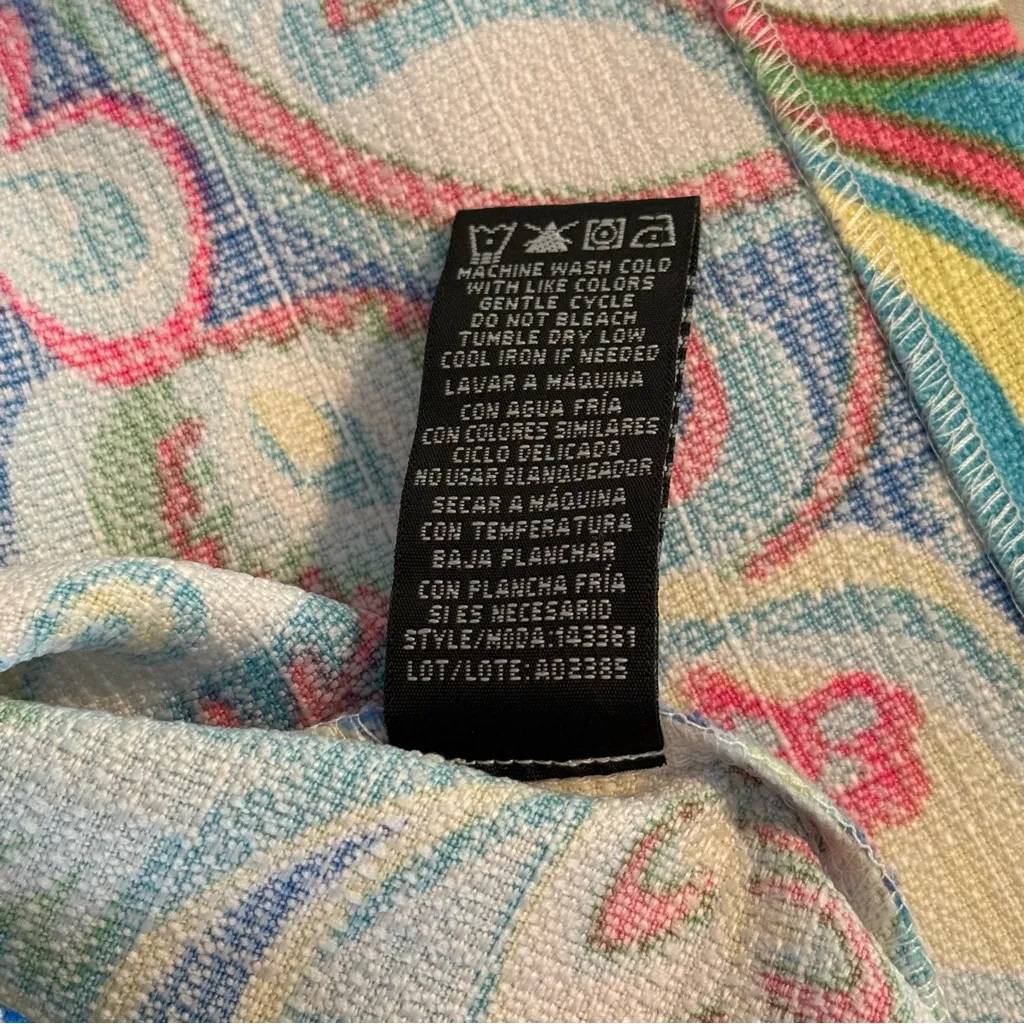 MACHINE WASH COLD
WITH LIKE COLORS
GENTLE CYCLE
DO NOT BLEACH
TUMBLE DRY LOW
COOL IRON IF NEEDED
LAVAR A MÁQUINA
CON AGUA FRÍA
CON COLORES SIMILARES
CICLO DELICADO
NO USAR BLANQUEADOR
SECAR A MÁQUINA
CON TEMPERATURA
BAJA PLANCHAR
CON PLANCHA FRÍA
SI ES NECESARIO
STYLE/MODA:143361
LOT/LOTE:A02385